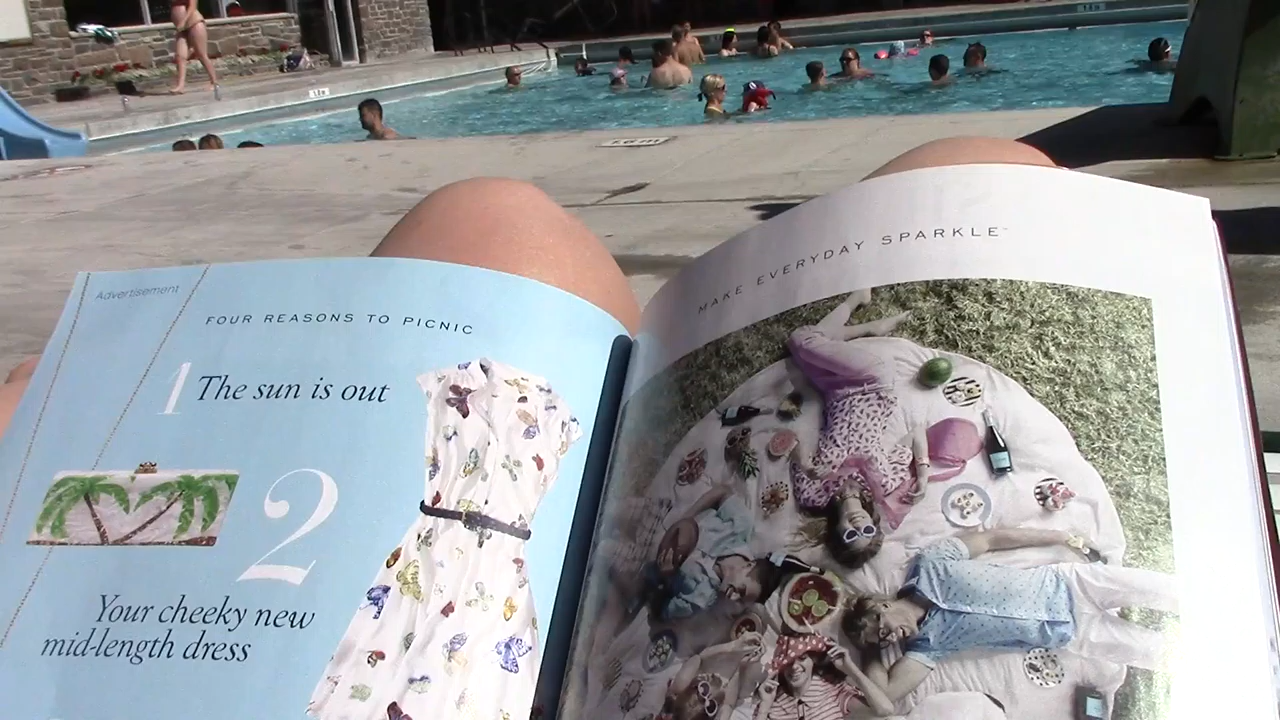 Advertisement
FOUR REASONS TO PICNIC
1 The sun is out
2
Your cheeky new
mid-length dress
MAKE EVERYDAY SPARKLE